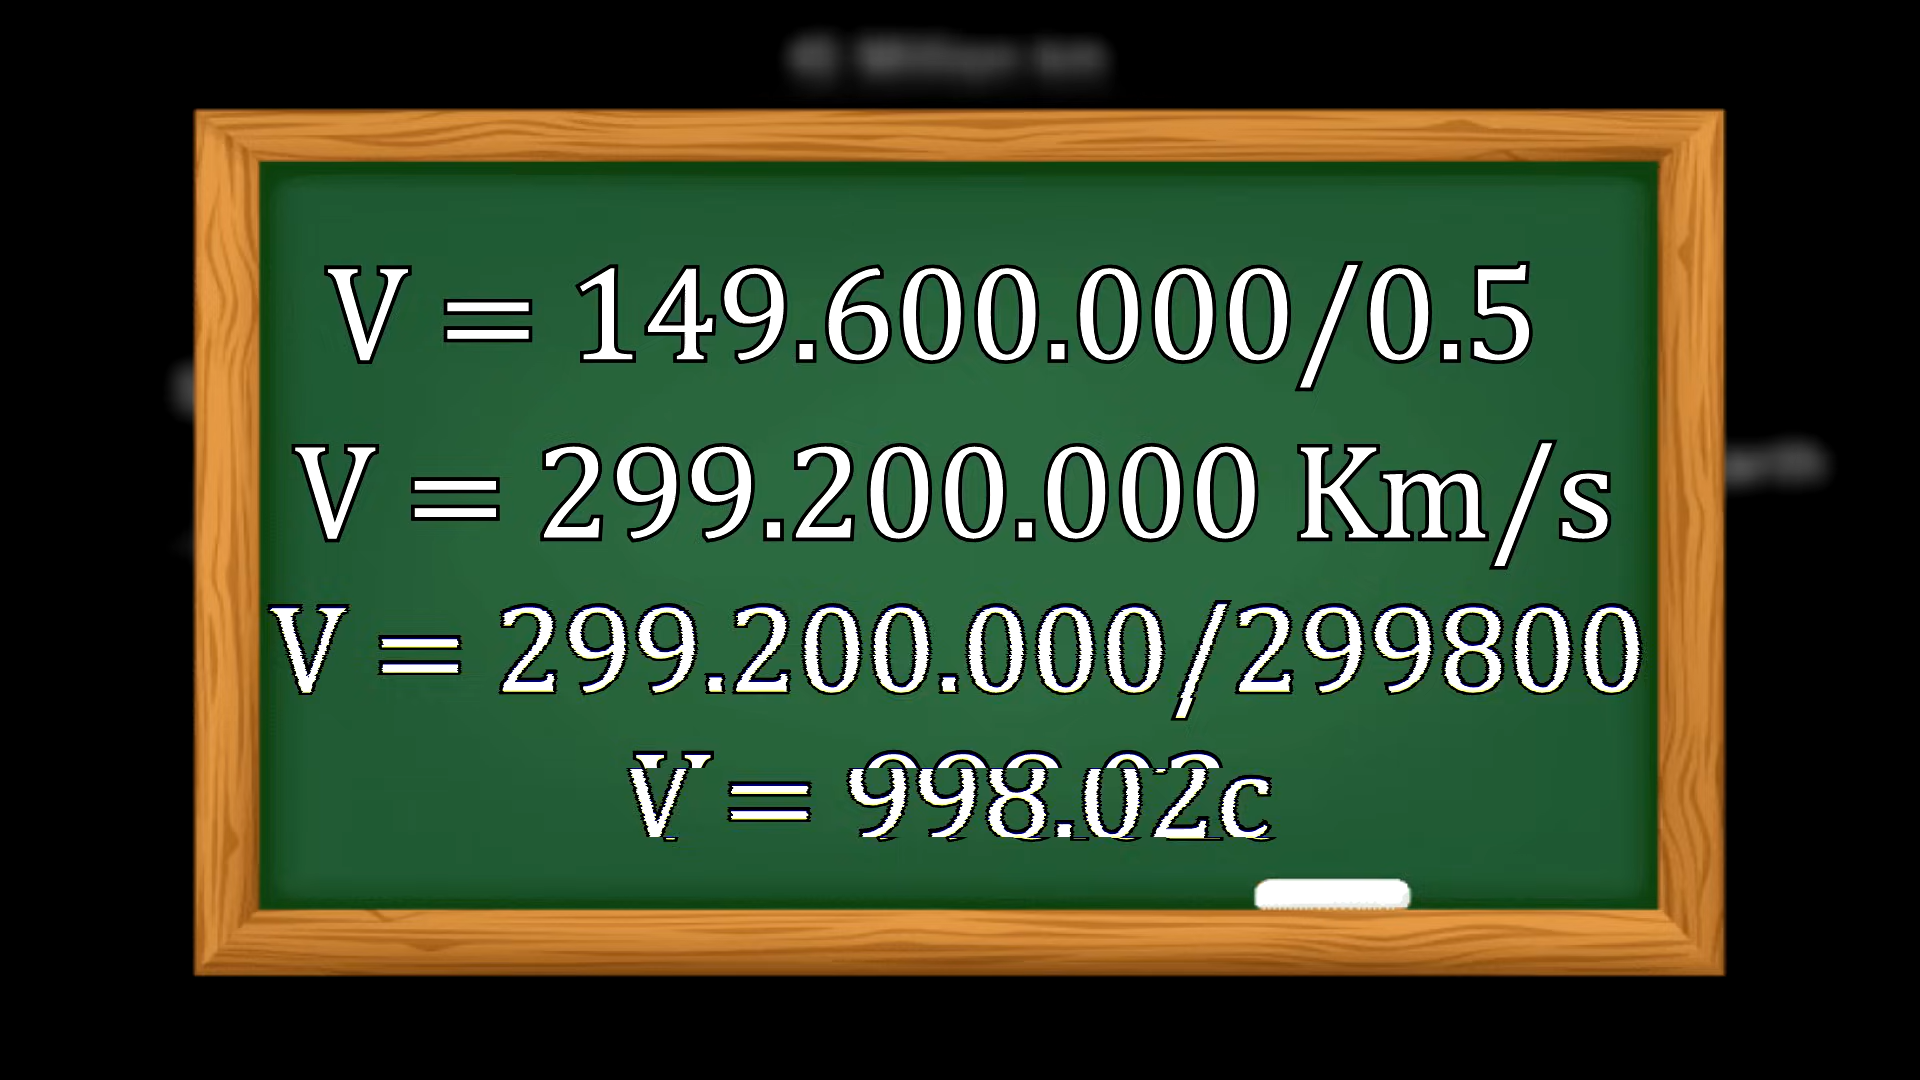 V = 149.600.000/0.5
V = 299.200.000 Km/s
V = 299.200.000/299800
V = 998.02c